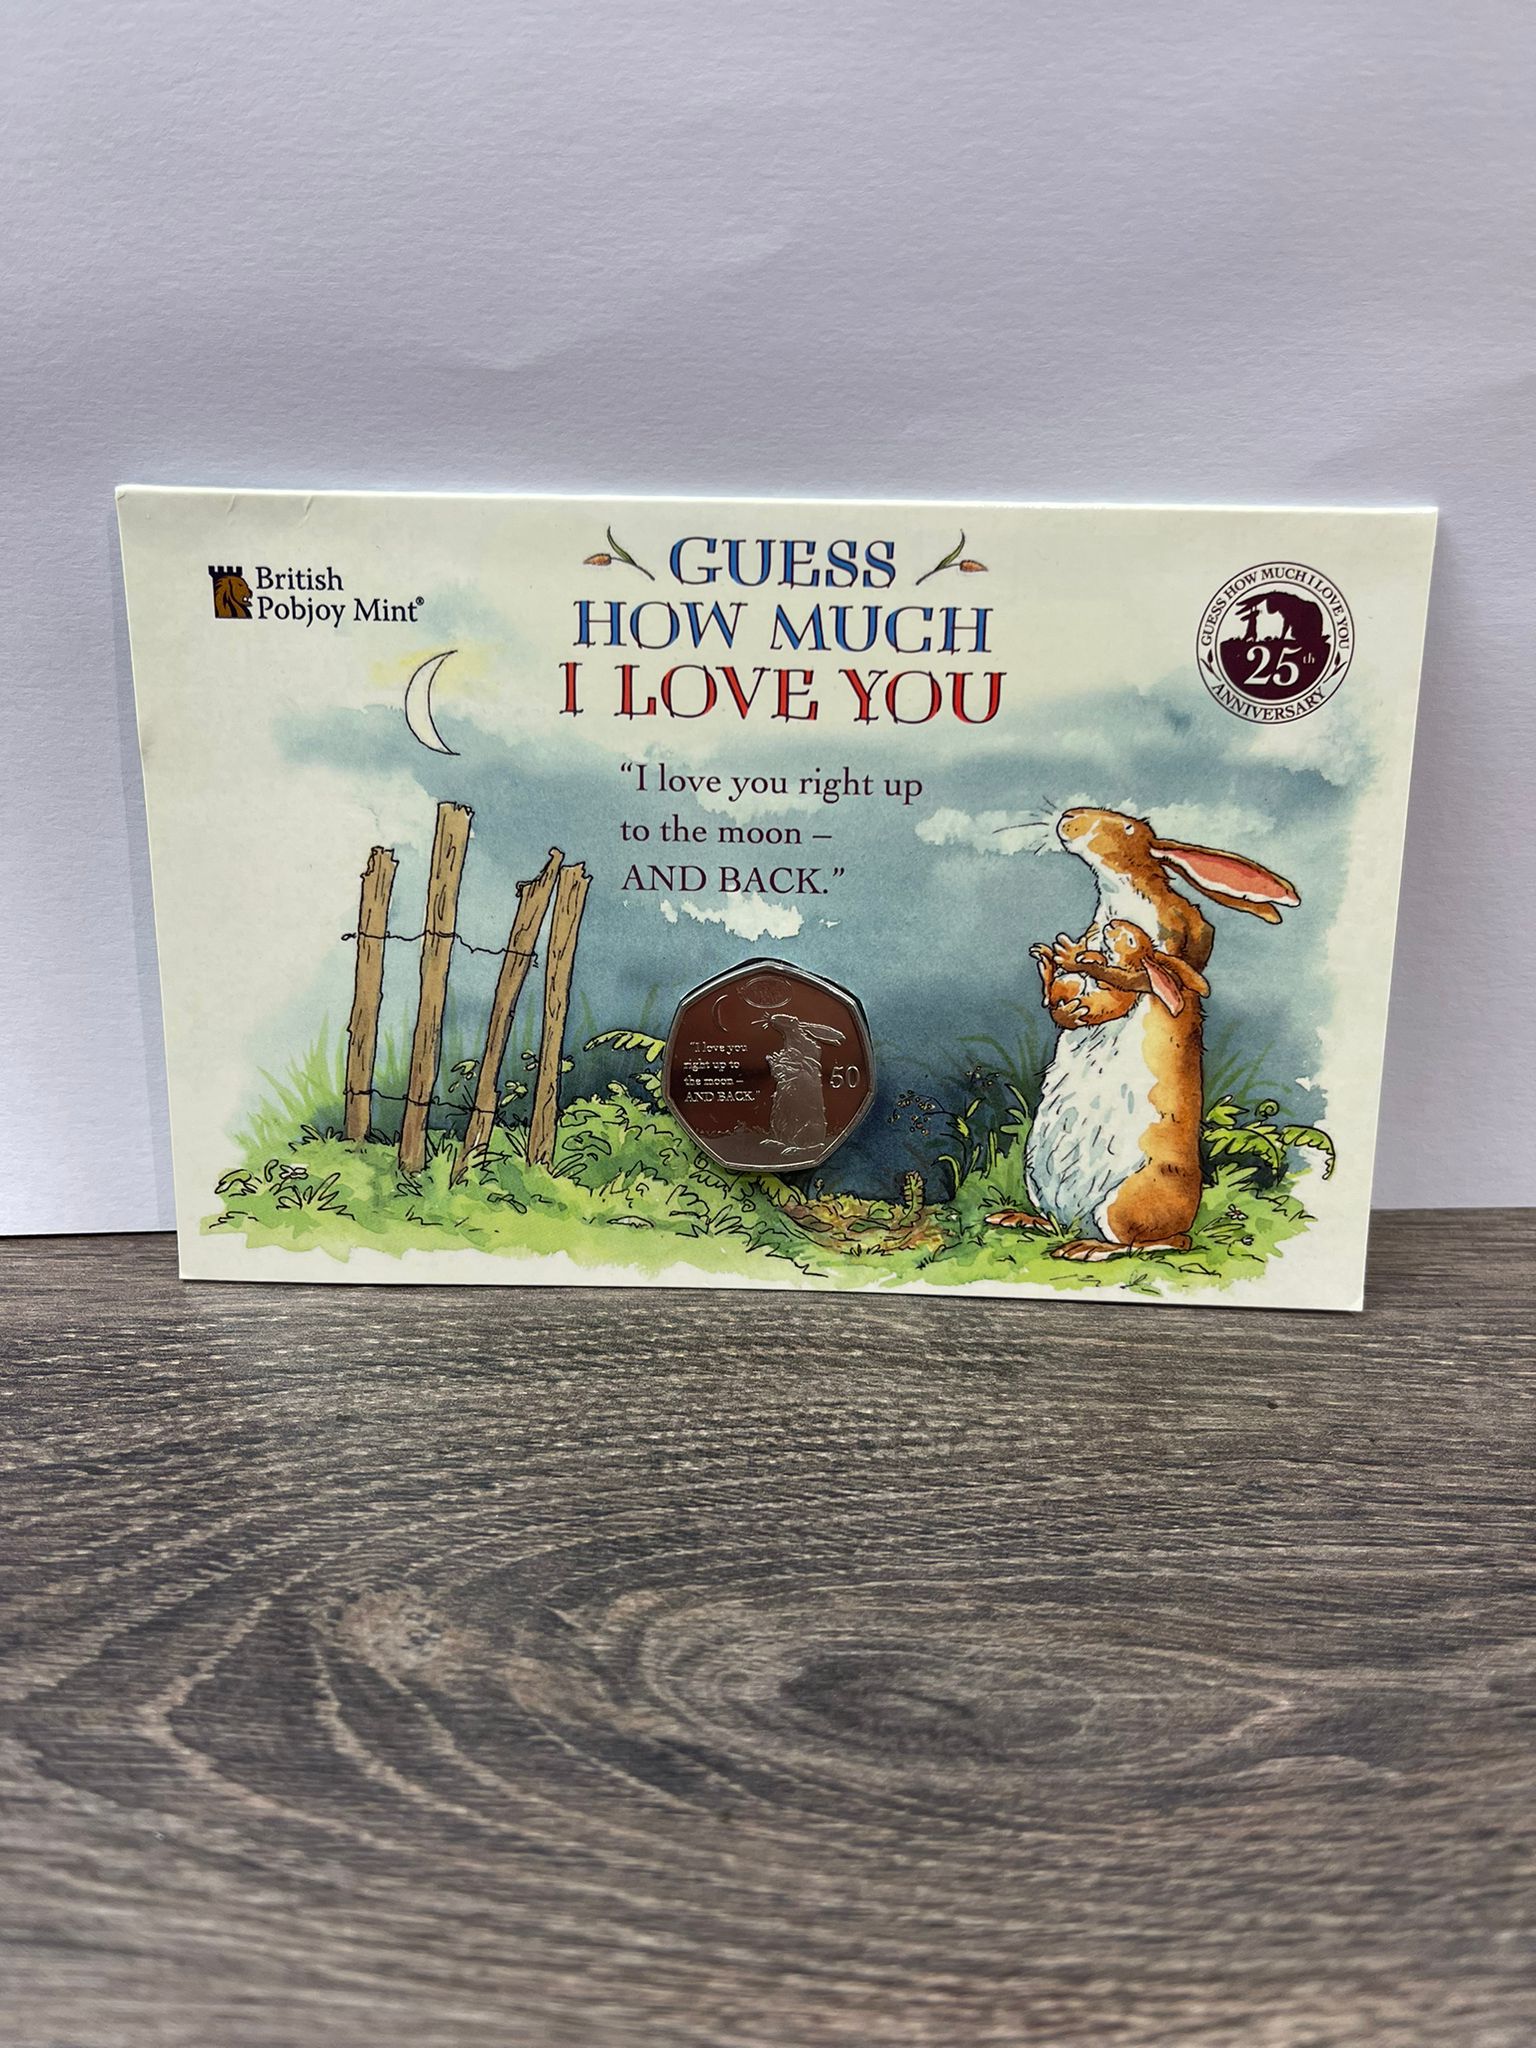 British
Pobjoy Mint®
GUESS
HOW MUCH
I LOVE YOU
GUESS HOW MUCH I LOVE YOU
25th
ANNIVERSARY
“I love you right up
to the moon –
AND BACK.”
"I love you
right up to
the moon –
AND BACK."
50